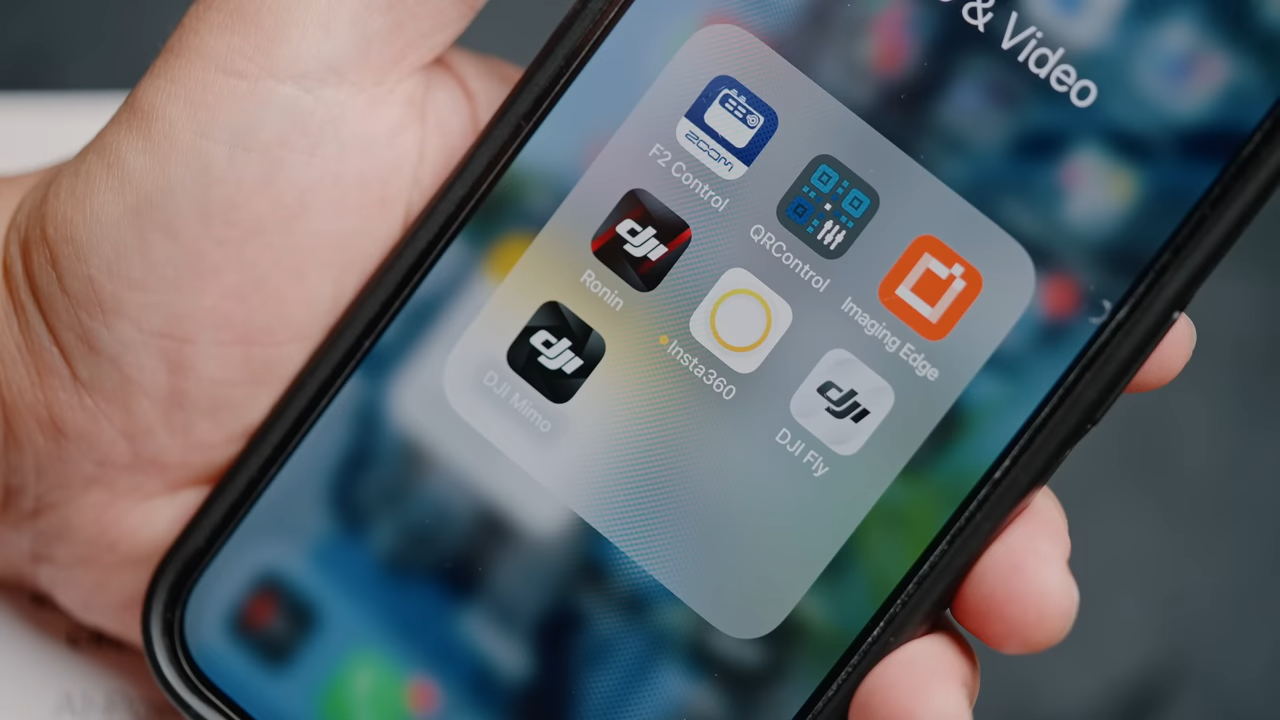 & Video
ZOOM
F2 Control
QRControl
Imaging Edge
dji
Ronin
Insta360
DJI Fly
dji
DJI Mimo
dji